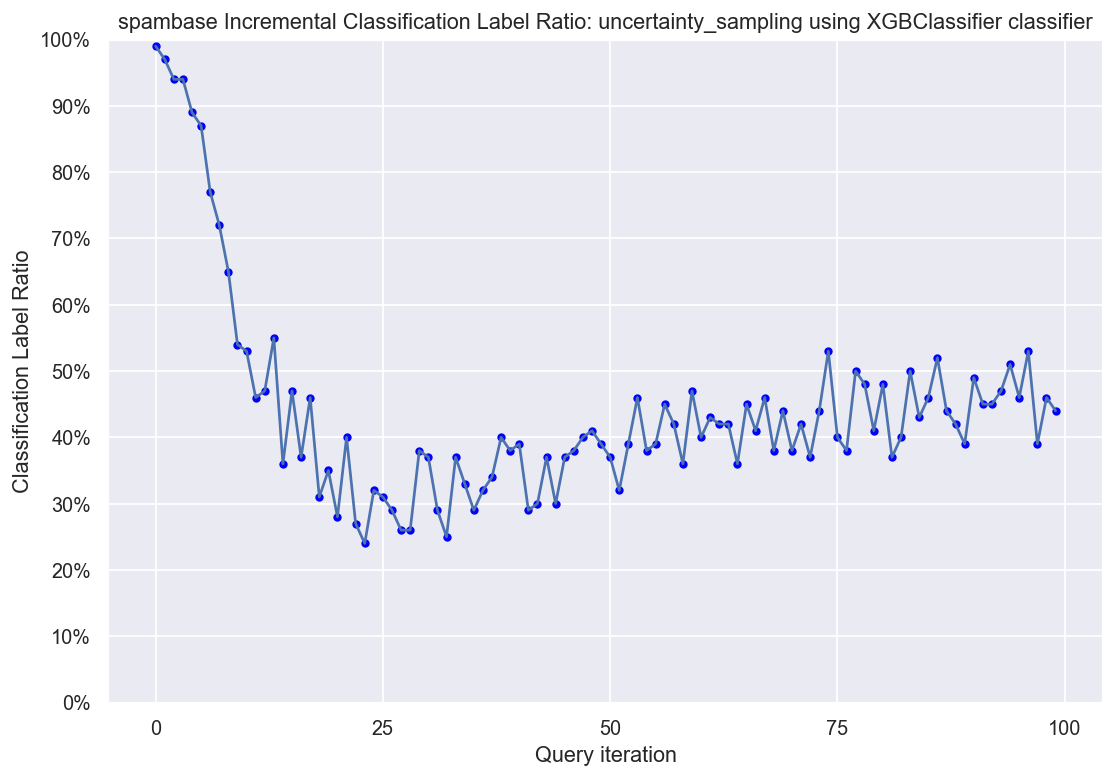 spambase Incremental Classification Label Ratio: uncertainty_sampling using XGBClassifier classifier
100%
90%
80%
70%
60%
50%
40%
30%
20%
10%
0%
Classification Label Ratio
0 25 50 75 100
Query iteration